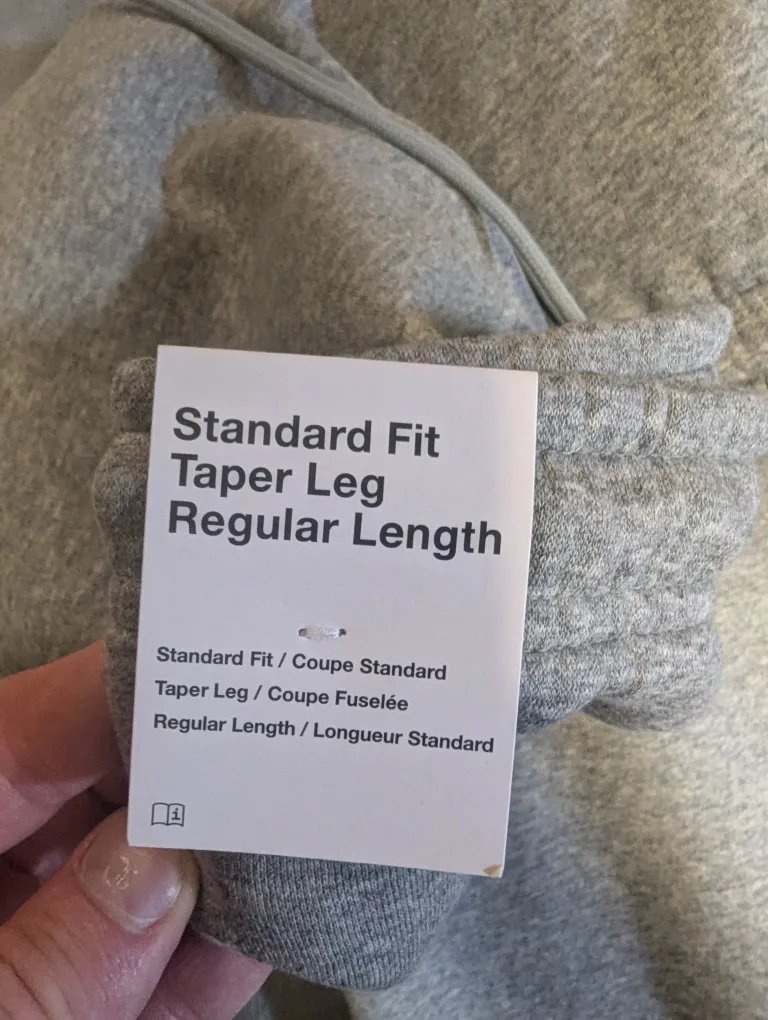 Standard Fit
Taper Leg
Regular Length
Standard Fit / Coupe Standard
Taper Leg / Coupe Fuselée
Regular Length / Longueur Standard
i